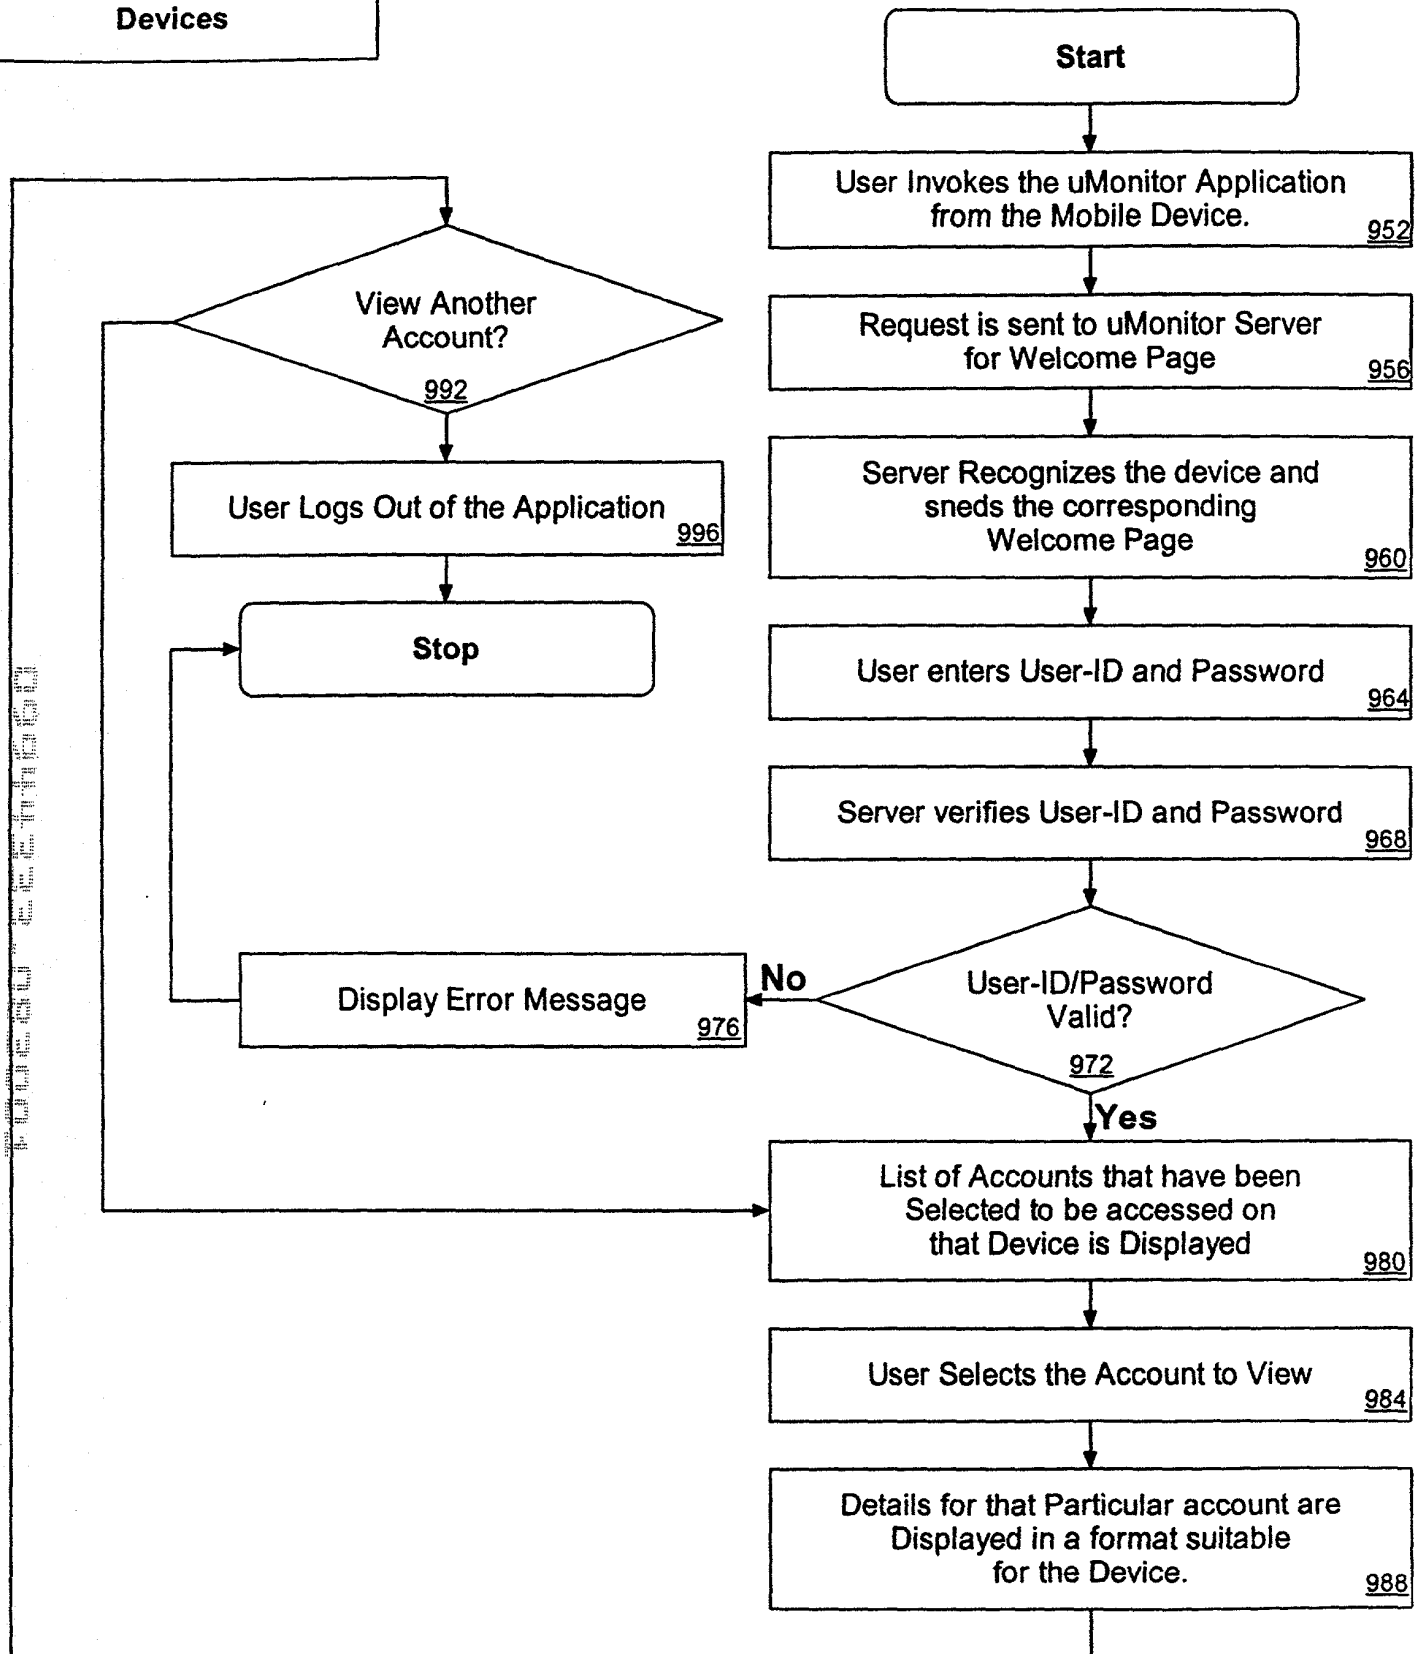 Devices
Start
User Invokes the uMonitor Application
from the Mobile Device.
952
Request is sent to uMonitor Server
for Welcome Page
956
Server Recognizes the device and
sneds the corresponding
Welcome Page
960
User enters User-ID and Password
964
Server verifies User-ID and Password
968
User-ID/Password
Valid?
972
No
Yes
Display Error Message
976
List of Accounts that have been
Selected to be accessed on
that Device is Displayed
980
User Selects the Account to View
984
Details for that Particular account are
Displayed in a format suitable
for the Device.
988
View Another
Account?
992
User Logs Out of the Application
996
Stop